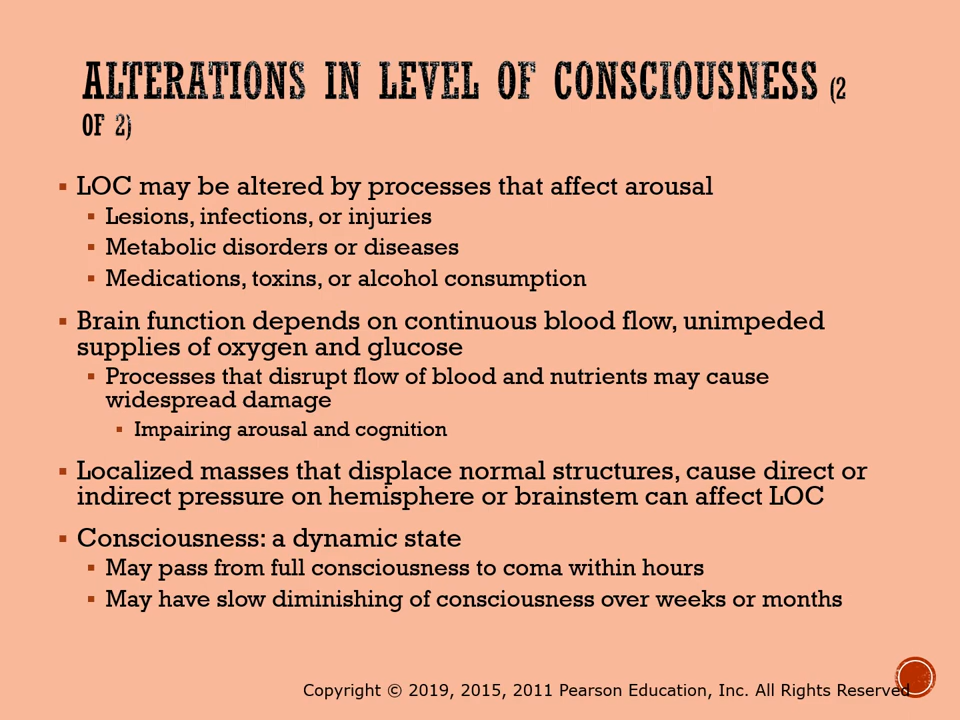 ALTERATIONS IN LEVEL OF CONSCIOUSNESS (2
OF 2)
▪ LOC may be altered by processes that affect arousal
▪ Lesions, infections, or injuries
▪ Metabolic disorders or diseases
▪ Medications, toxins, or alcohol consumption
▪ Brain function depends on continuous blood flow, unimpeded
supplies of oxygen and glucose
▪ Processes that disrupt flow of blood and nutrients may cause
widespread damage
▪ Impairing arousal and cognition
▪ Localized masses that displace normal structures, cause direct or
indirect pressure on hemisphere or brainstem can affect LOC
▪ Consciousness: a dynamic state
▪ May pass from full consciousness to coma within hours
▪ May have slow diminishing of consciousness over weeks or months
Copyright © 2019, 2015, 2011 Pearson Education, Inc. All Rights Reserved